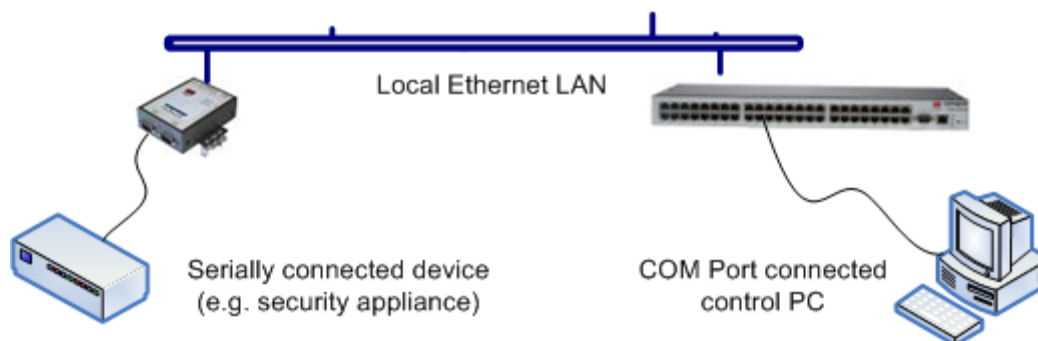 Local Ethernet LAN
Serially connected device
(e.g. security appliance)
COM Port connected
control PC